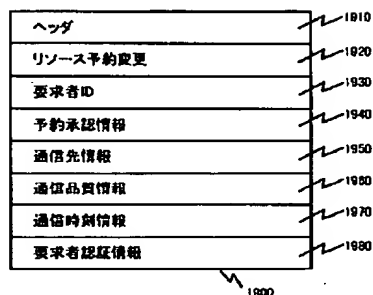 ヘッダ 1910
リソース予約変更 1920
要求者ID 1930
予約承認情報 1940
通信先情報 1950
通信品質情報 1960
通信時刻情報 1970
要求者認証情報 1980
1900